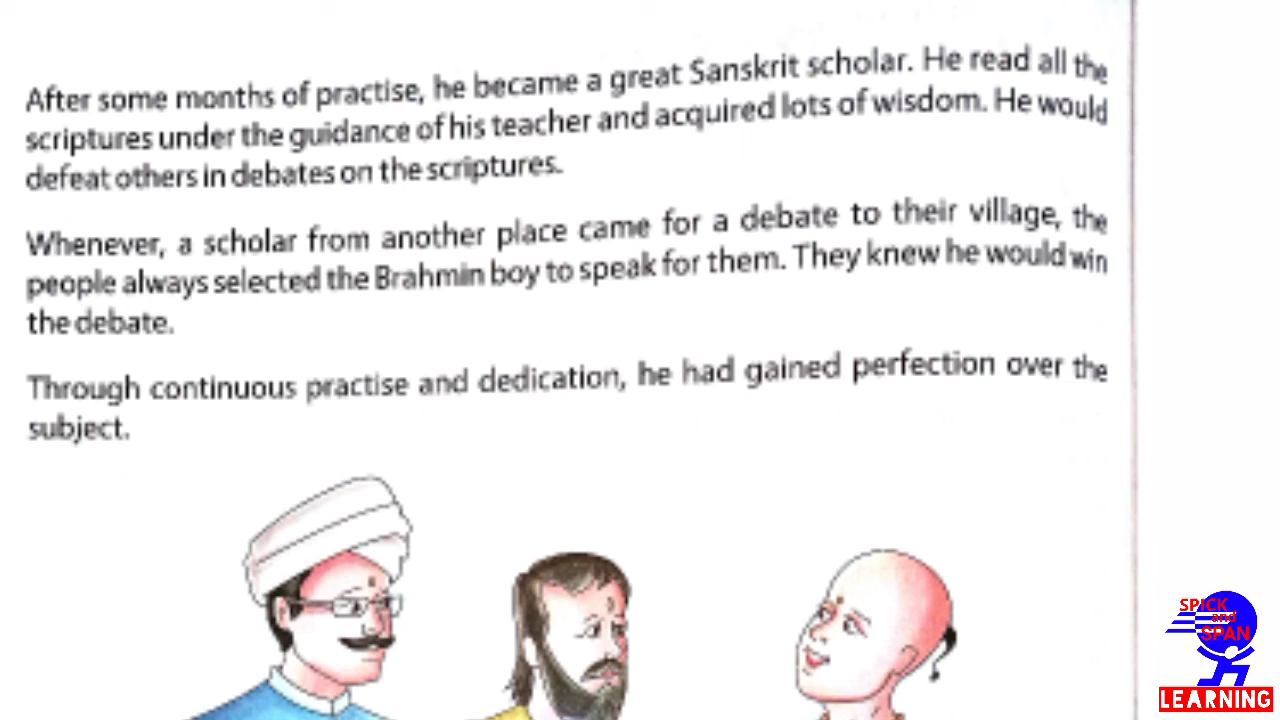 After some months of practise, he became a great Sanskrit scholar. He read all the
scriptures under the guidance of his teacher and acquired lots of wisdom. He would
defeat others in debates on the scriptures.
Whenever, a scholar from another place came for a debate to their village, the
people always selected the Brahmin boy to speak for them. They knew he would win
the debate.
Through continuous practise and dedication, he had gained perfection over the
subject.
SPICK
and
SPAN
LEARNING